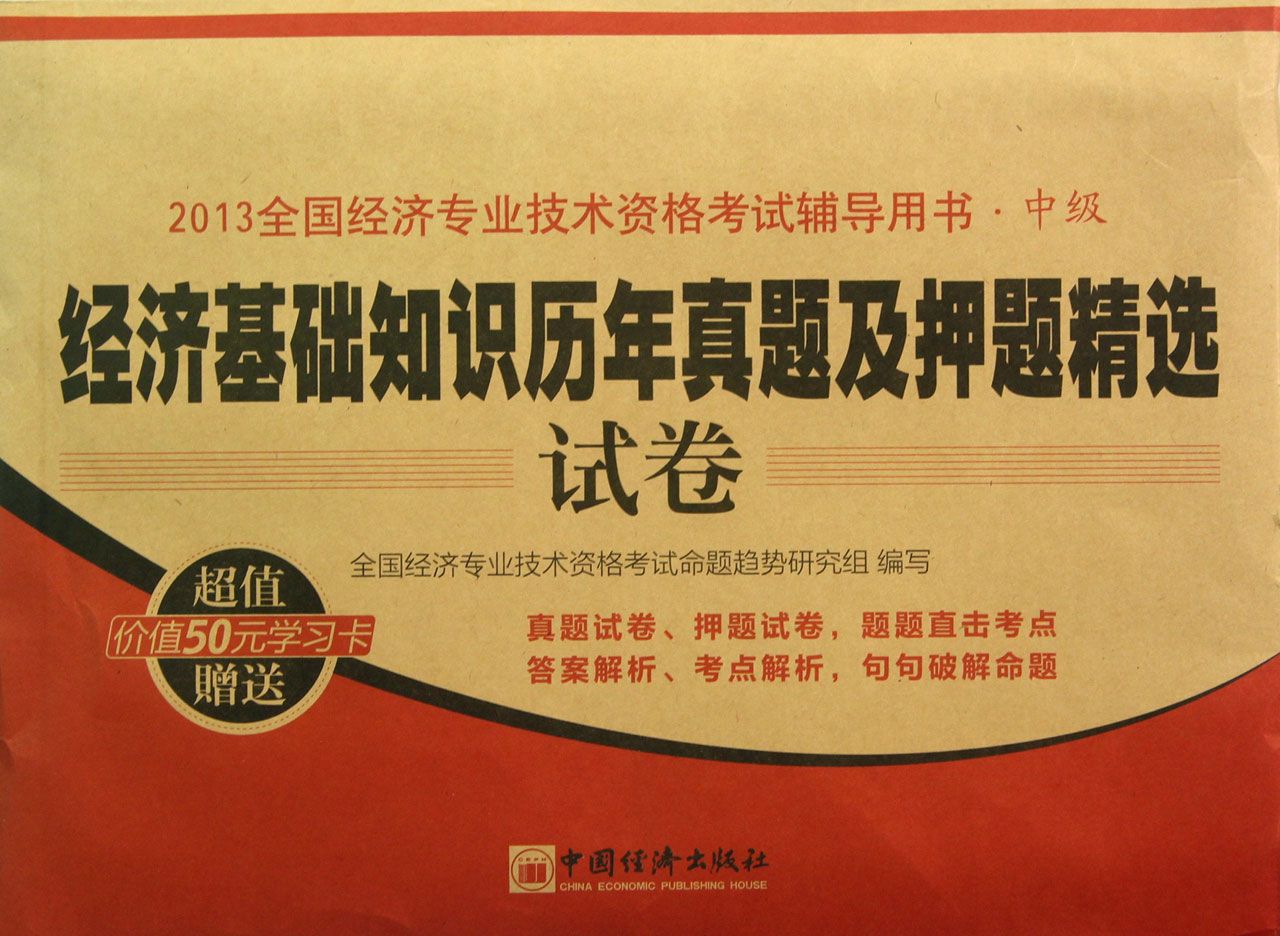 2013全国经济专业技术资格考试辅导用书·中级
经济基础知识历年真题及押题精选
试卷
全国经济专业技术资格考试命题趋势研究组 编写
超值
价值50元学习卡
赠送
真题试卷、押题试卷，题题直击考点
答案解析、考点解析，句句破解命题
CEPH
中国经济出版社
CHINA ECONOMIC PUBLISHING HOUSE